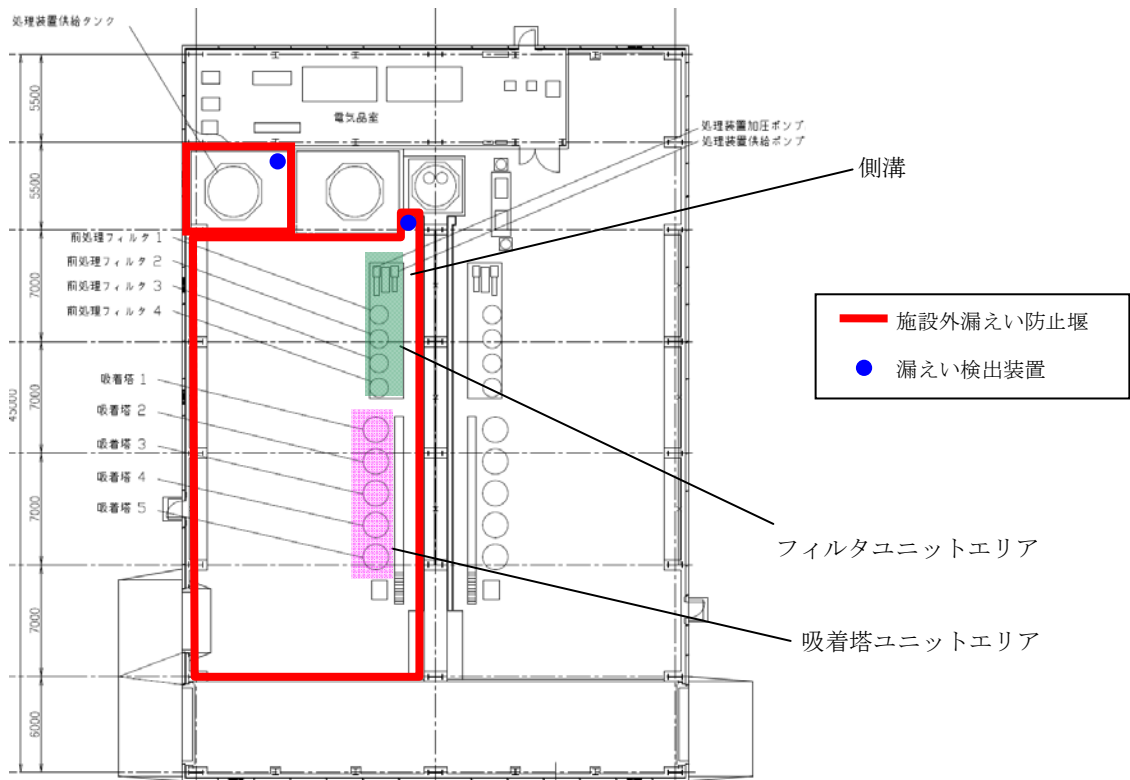 処理装置供給タンク
電気品室
処理装置加圧ポンプ
処理装置供給ポンプ
側溝
前処理フィルタ 1
前処理フィルタ 2
前処理フィルタ 3
前処理フィルタ 4
施設外漏えい防止堰
漏えい検出装置
吸着塔 1
吸着塔 2
吸着塔 3
吸着塔 4
吸着塔 5
フィルタユニットエリア
吸着塔ユニットエリア
5500
5500
7000
7000
7000
7000
6000
45000